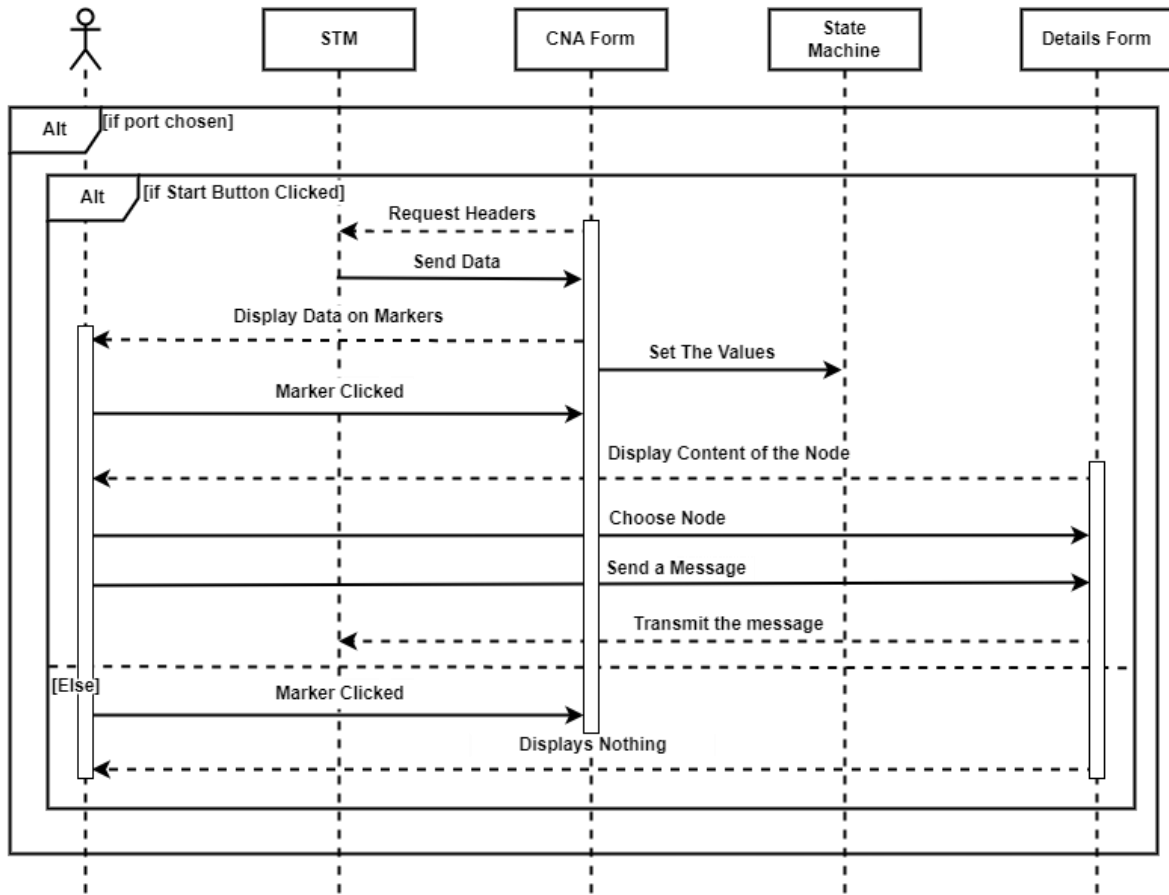 STM
CNA Form
State
Machine
Details Form
Alt
[if port chosen]
Alt
[if Start Button Clicked]
Request Headers
Send Data
Display Data on Markers
Set The Values
Marker Clicked
Display Content of the Node
Choose Node
Send a Message
Transmit the message
[Else]
Marker Clicked
Displays Nothing